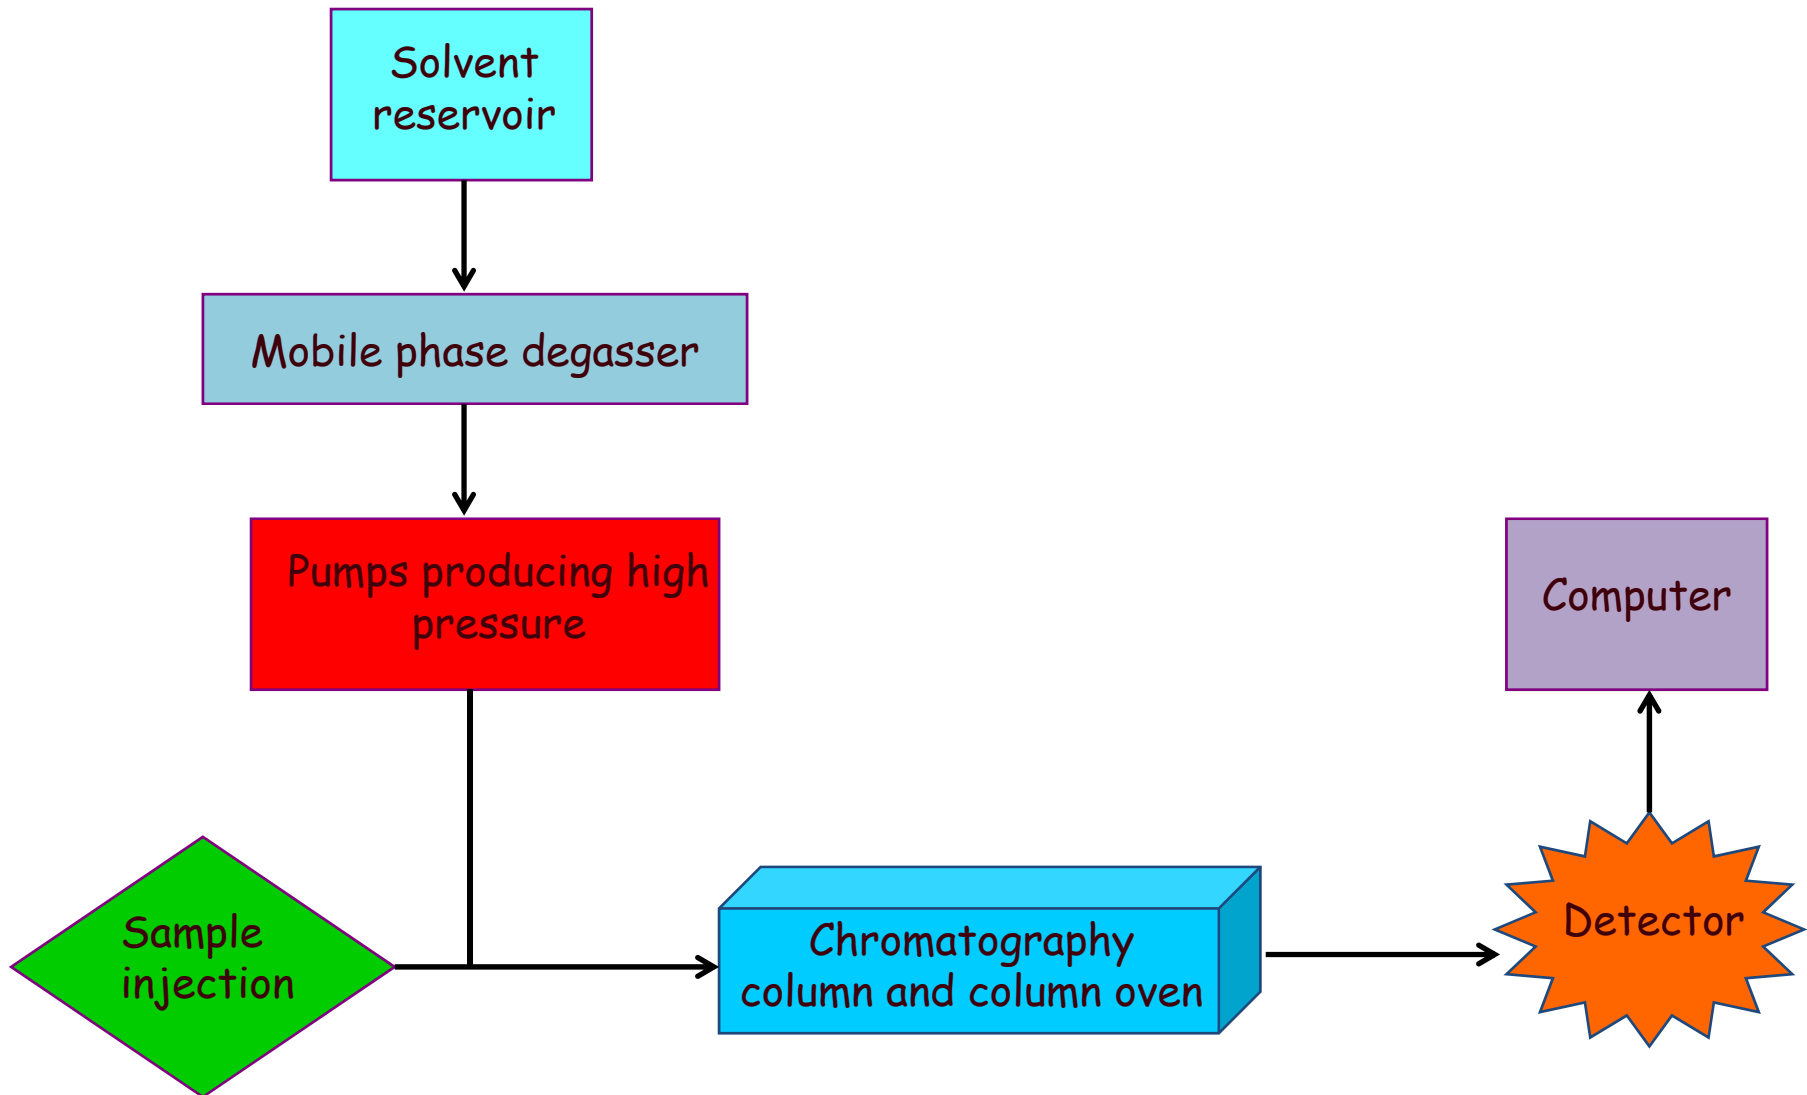 Solvent
reservoir
Mobile phase degasser
Pumps producing high
pressure
Computer
Sample
injection
Chromatography
column and column oven
Detector